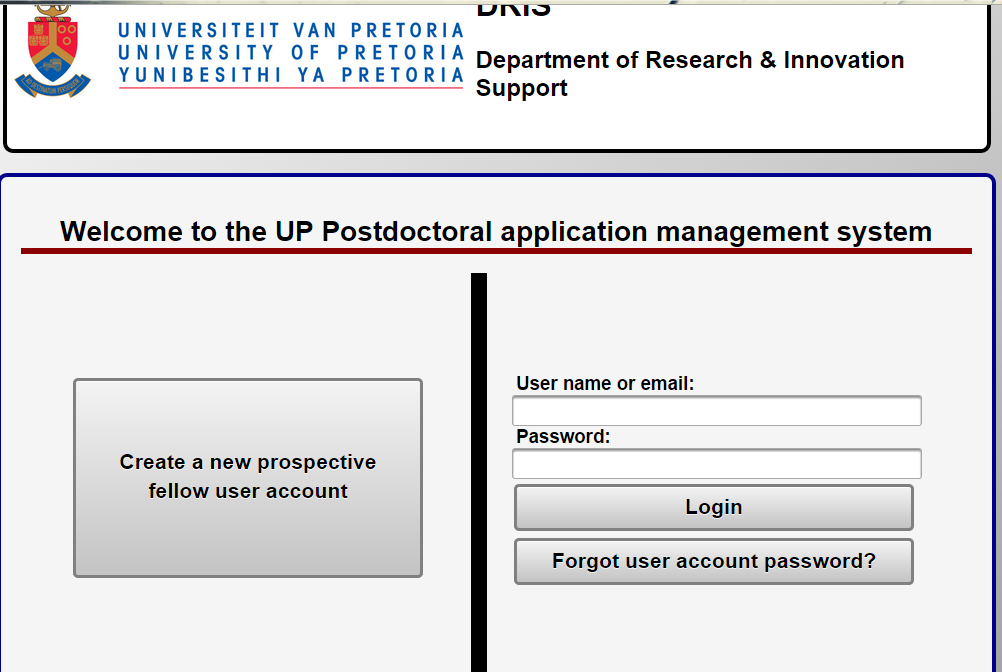 DRIS
UNIVERSITEIT VAN PRETORIA
UNIVERSITY OF PRETORIA
YUNIBESITHI YA PRETORIA
Department of Research & Innovation
Support
Welcome to the UP Postdoctoral application management system
Create a new prospective
fellow user account
User name or email:
Password:
Login
Forgot user account password?